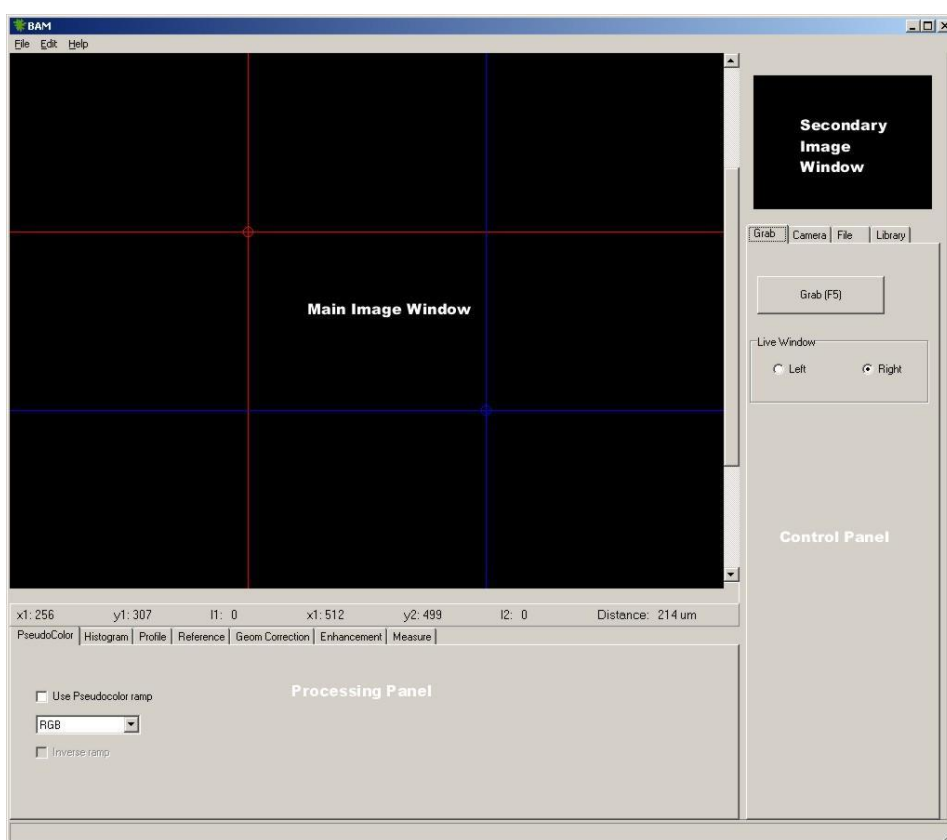 BAM
File Edit Help
Secondary
Image
Window
Main Image Window
Grab Camera File Library
Grab (F5)
Live Window
Left Right
Control Panel
x1: 256 y1: 307 I1: 0 x1: 512 y2: 499 I2: 0 Distance: 214 um
PseudoColor Histogram Profile Reference Geom Correction Enhancement Measure
Processing Panel
Use Pseudocolor ramp
RGB
Inverse ramp